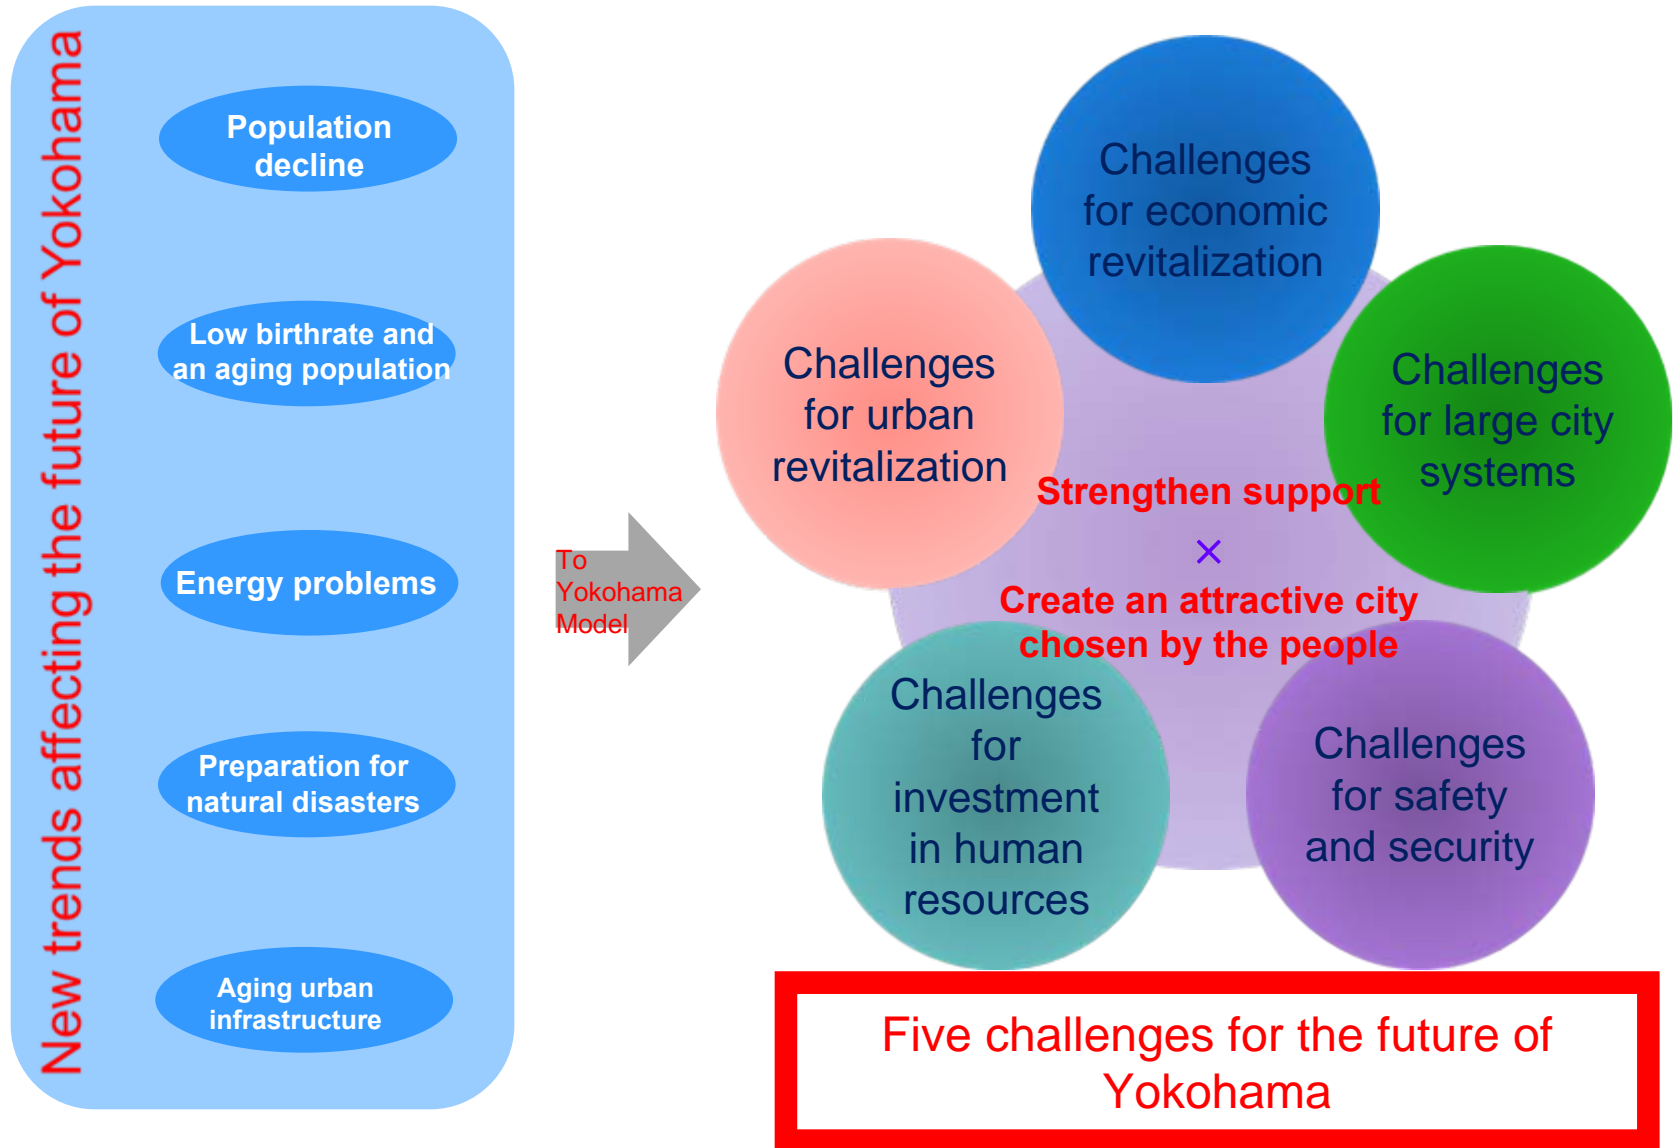 New trends affecting the future of Yokohama
Population
decline
Low birthrate and
an aging population
Energy problems
Preparation for
natural disasters
Aging urban
infrastructure
To
Yokohama
Model
Challenges
for economic
revitalization
Challenges
for urban
revitalization
Challenges
for large city
systems
Strengthen support
×
Create an attractive city
chosen by the people
Challenges
for
investment
in human
resources
Challenges
for safety
and security
Five challenges for the future of
Yokohama